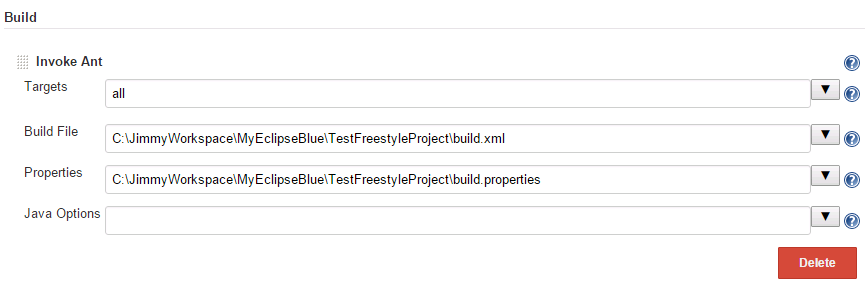 Build
Invoke Ant
Targets
all
Build File
C:\JimmyWorkspace\MyEclipseBlue\TestFreestyleProject\build.xml
Properties
C:\JimmyWorkspace\MyEclipseBlue\TestFreestyleProject\build.properties
Java Options
Delete